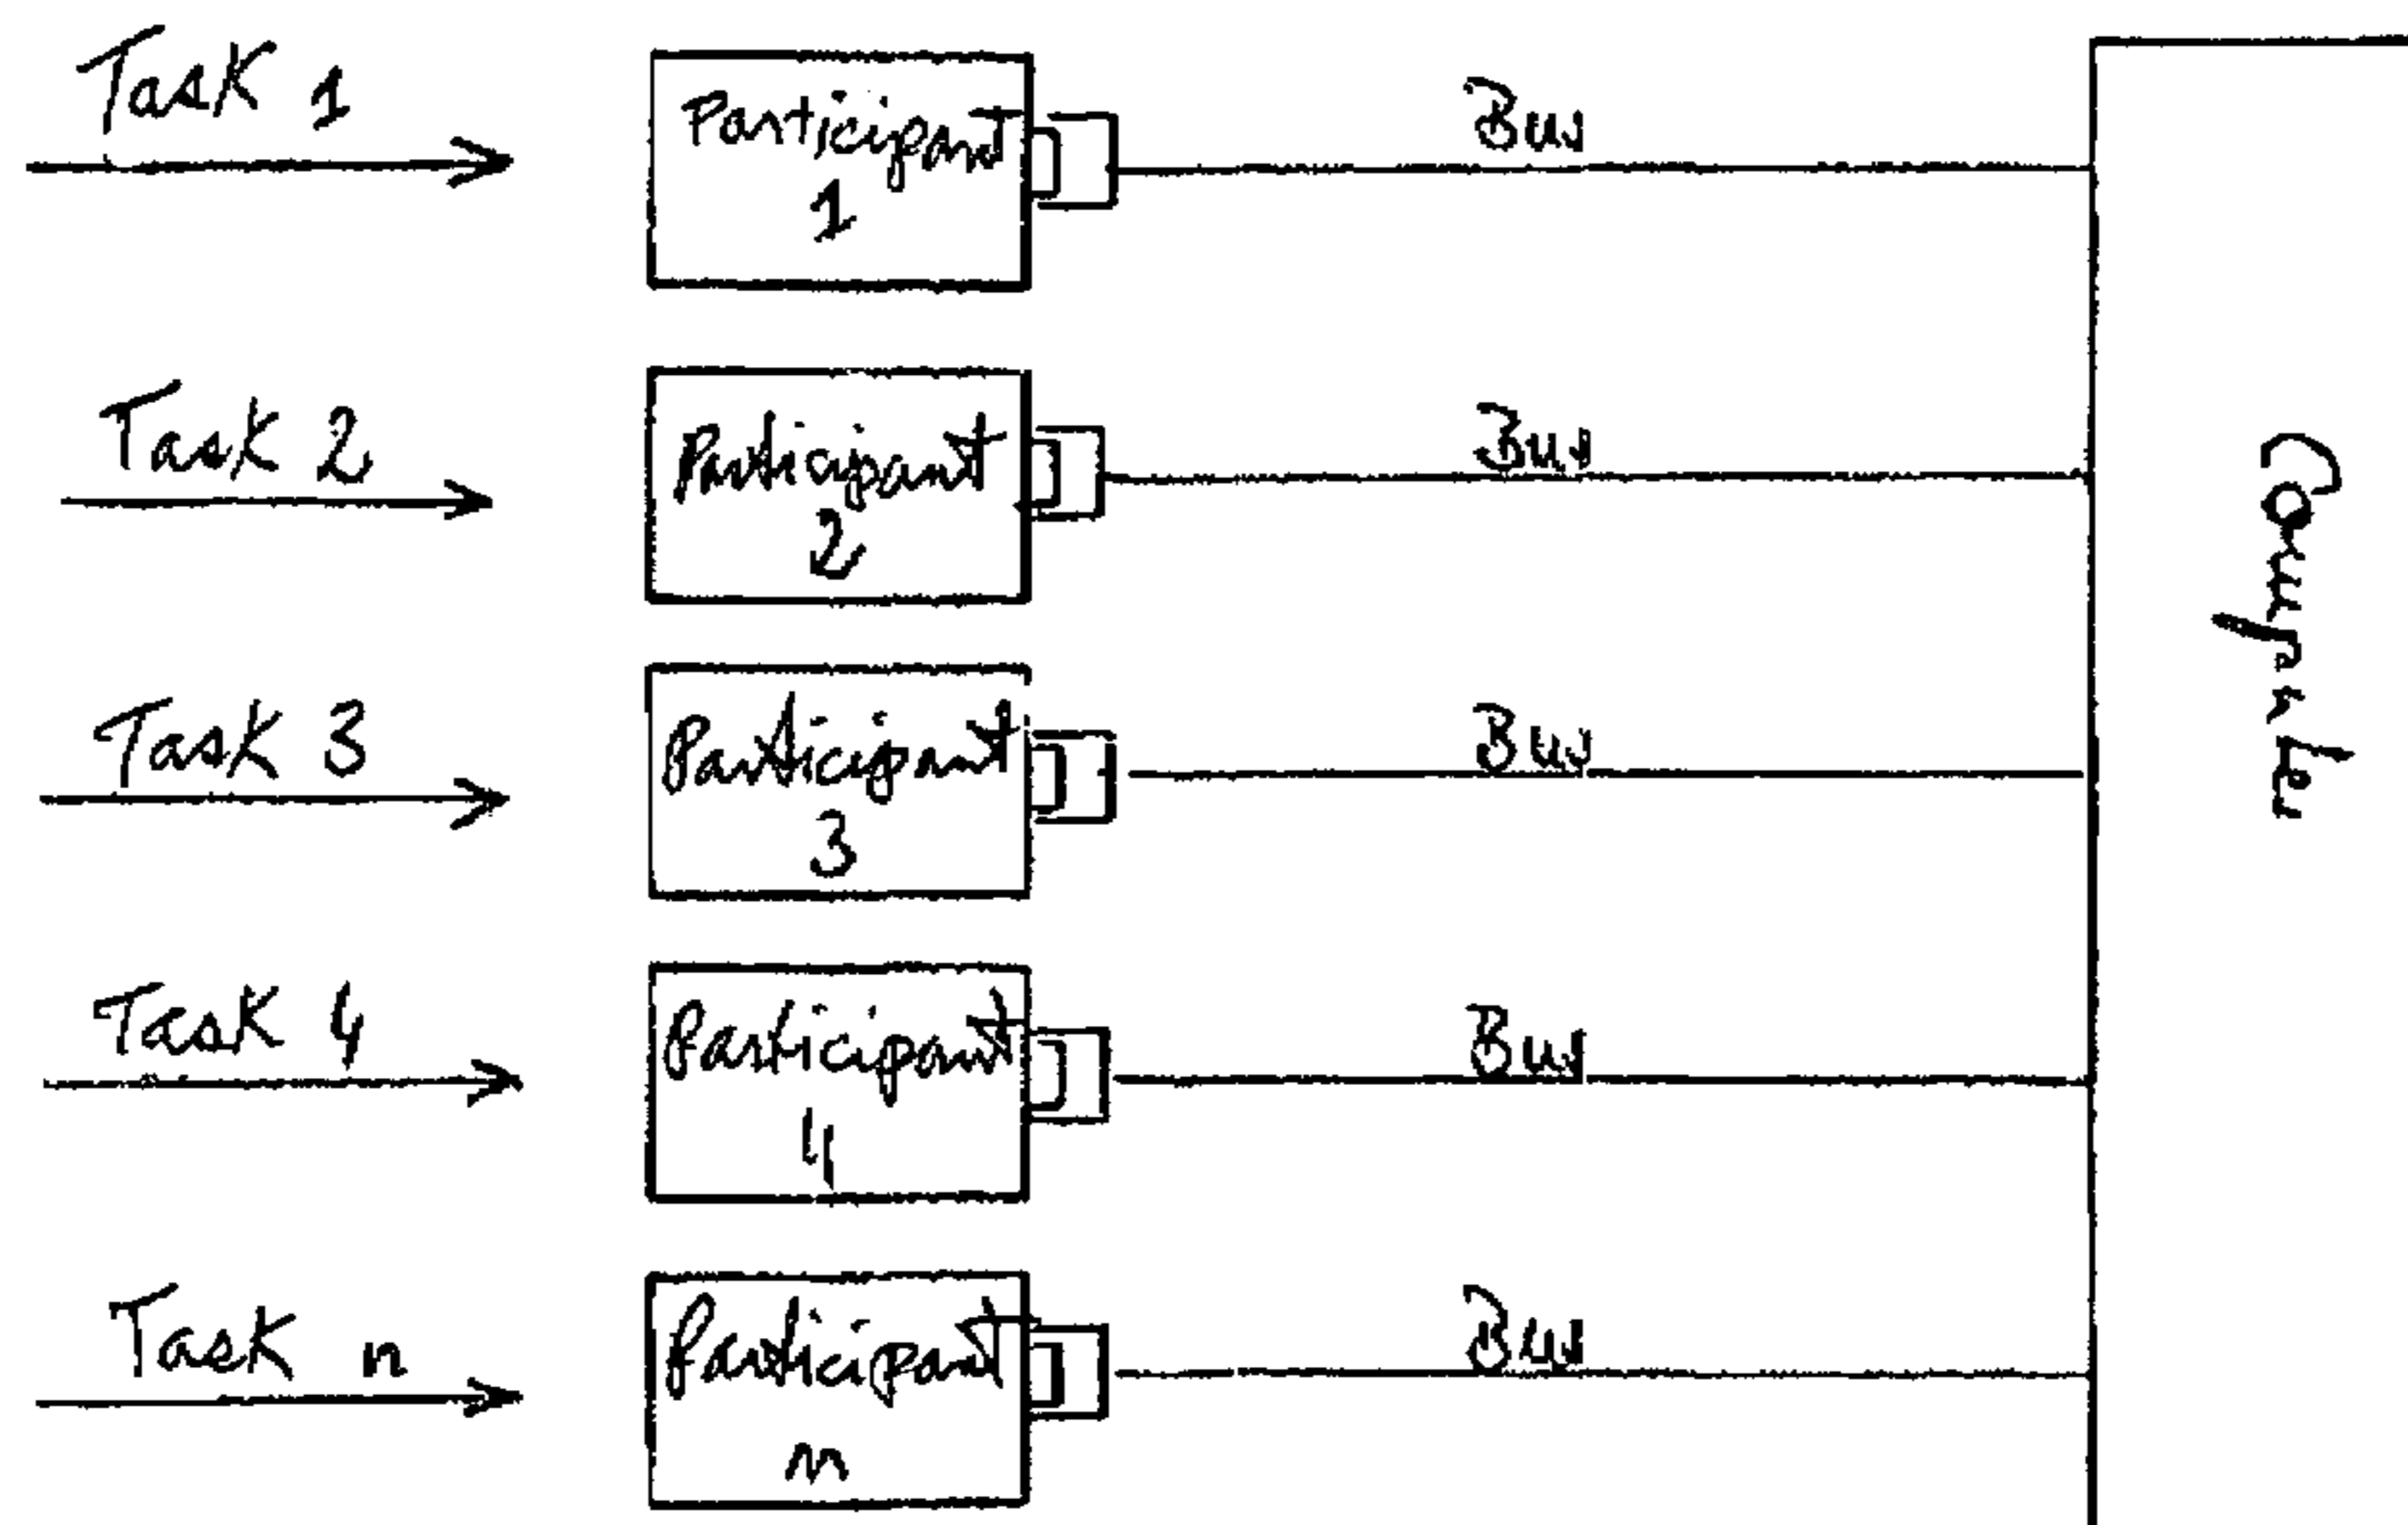 Task 1
Participant
1
Bus
Task 2
Participant
2
Bus
Task 3
Participant
3
Bus
Task 4
Participant
4
Bus
Task n
Participant
n
Bus
Computer